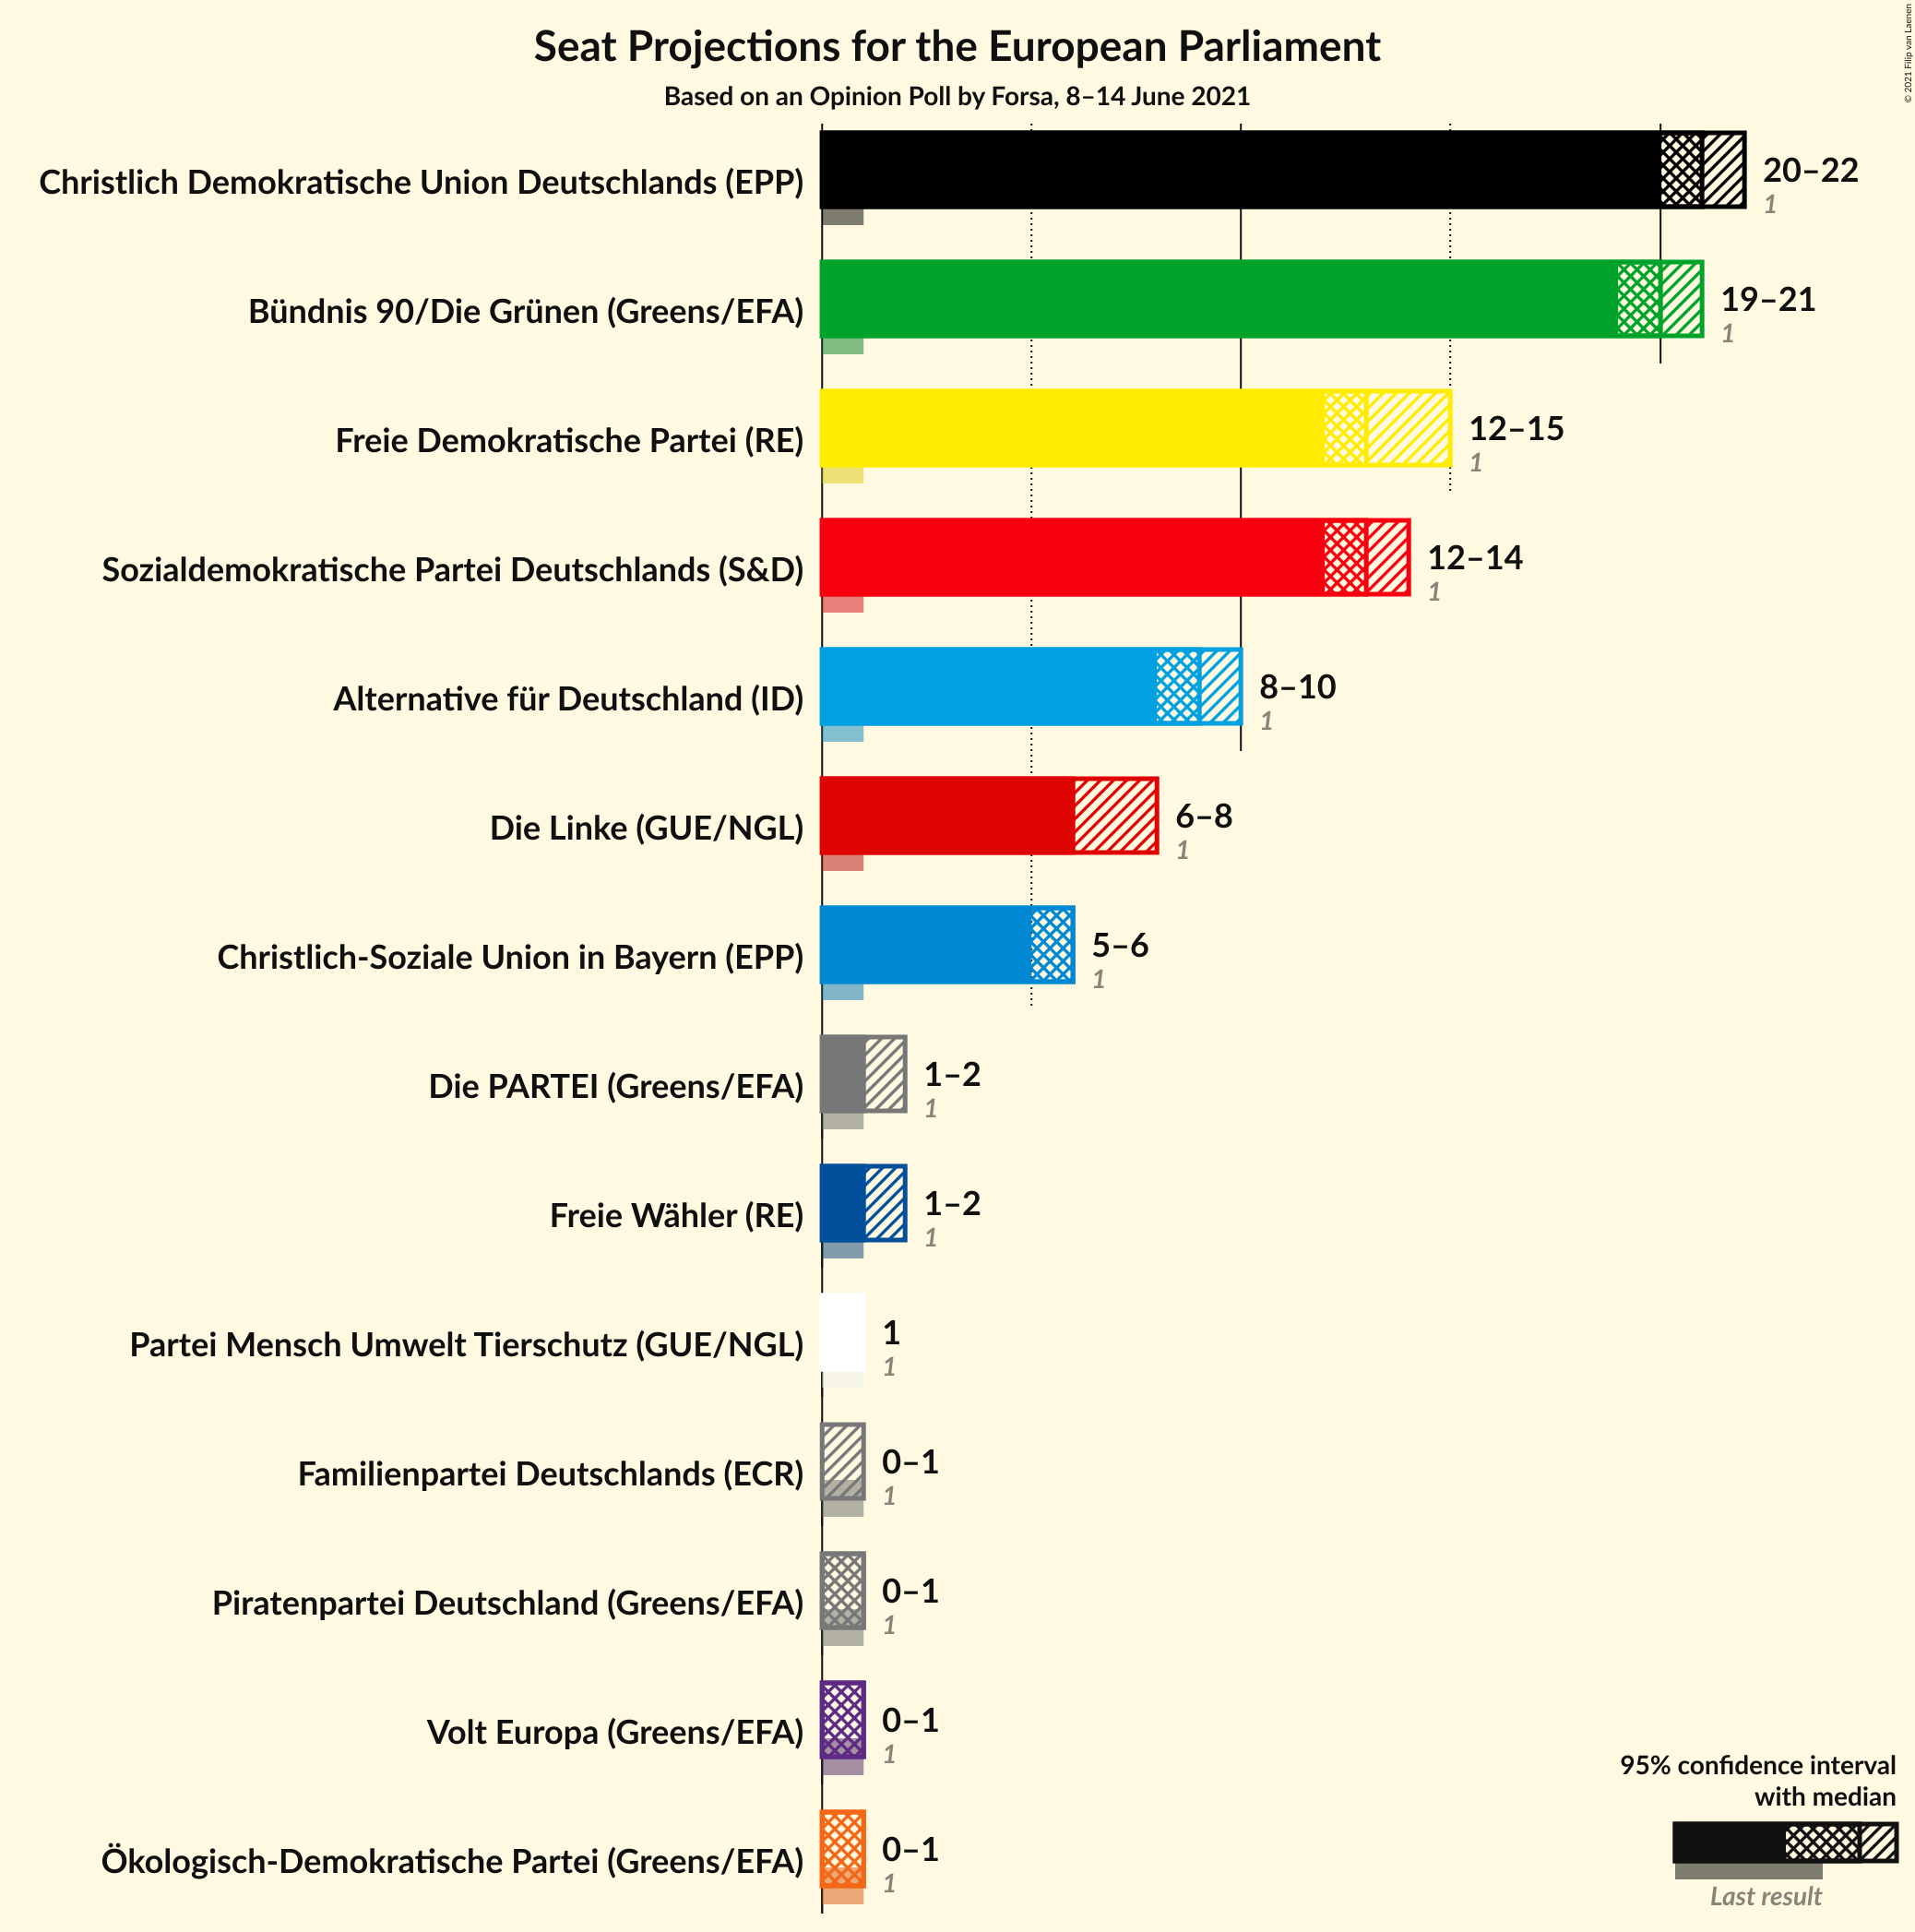 Seat Projections for the European Parliament
Based on an Opinion Poll by Forsa, 8–14 June 2021
© 2021 Filip van Laenen
Christlich Demokratische Union Deutschlands (EPP)
20–22
1
Bündnis 90/Die Grünen (Greens/EFA)
19–21
1
Freie Demokratische Partei (RE)
12–15
1
Sozialdemokratische Partei Deutschlands (S&D)
12–14
1
Alternative für Deutschland (ID)
8–10
1
Die Linke (GUE/NGL)
6–8
1
Christlich-Soziale Union in Bayern (EPP)
5–6
1
Die PARTEI (Greens/EFA)
1–2
1
Freie Wähler (RE)
1–2
1
Partei Mensch Umwelt Tierschutz (GUE/NGL)
1
1
Familienpartei Deutschlands (ECR)
0–1
1
Piratenpartei Deutschland (Greens/EFA)
0–1
1
Volt Europa (Greens/EFA)
0–1
1
Ökologisch-Demokratische Partei (Greens/EFA)
0–1
1
95% confidence interval
with median
Last result